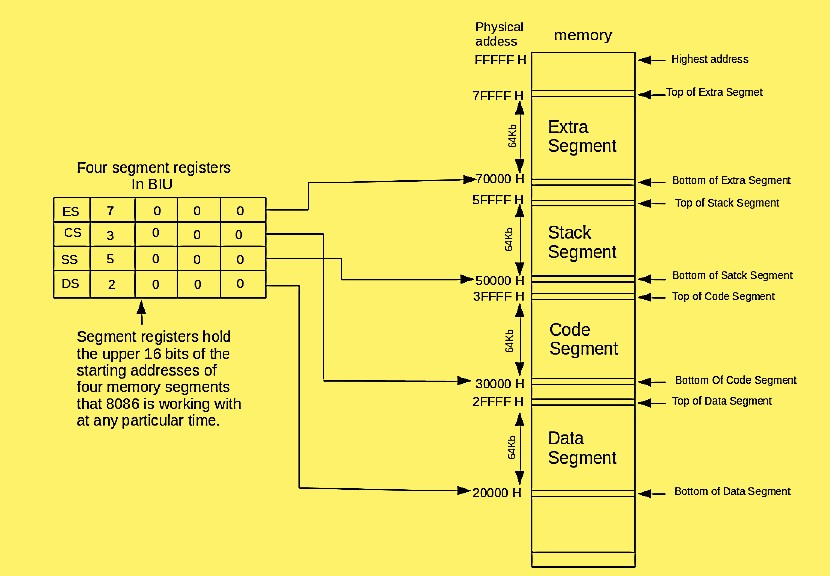 Physical
addess
memory
FFFFF H
Highest address
7FFFF H
Top of Extra Segmet
64Kb
Extra
Segment
Four segment registers
In BIU
70000 H
Bottom of Extra Segment
5FFFF H
Top of Stack Segment
ES 7 0 0 0
CS 3 0 0 0
SS 5 0 0 0
DS 2 0 0 0
64Kb
Stack
Segment
50000 H
Bottom of Satck Segment
3FFFF H
Top of Code Segment
Segment registers hold
the upper 16 bits of the
starting addresses of
four memory segments
that 8086 is working with
at any particular time.
64Kb
Code
Segment
30000 H
Bottom Of Code Segment
2FFFF H
Top of Data Segment
64Kb
Data
Segment
20000 H
Bottom of Data Segment